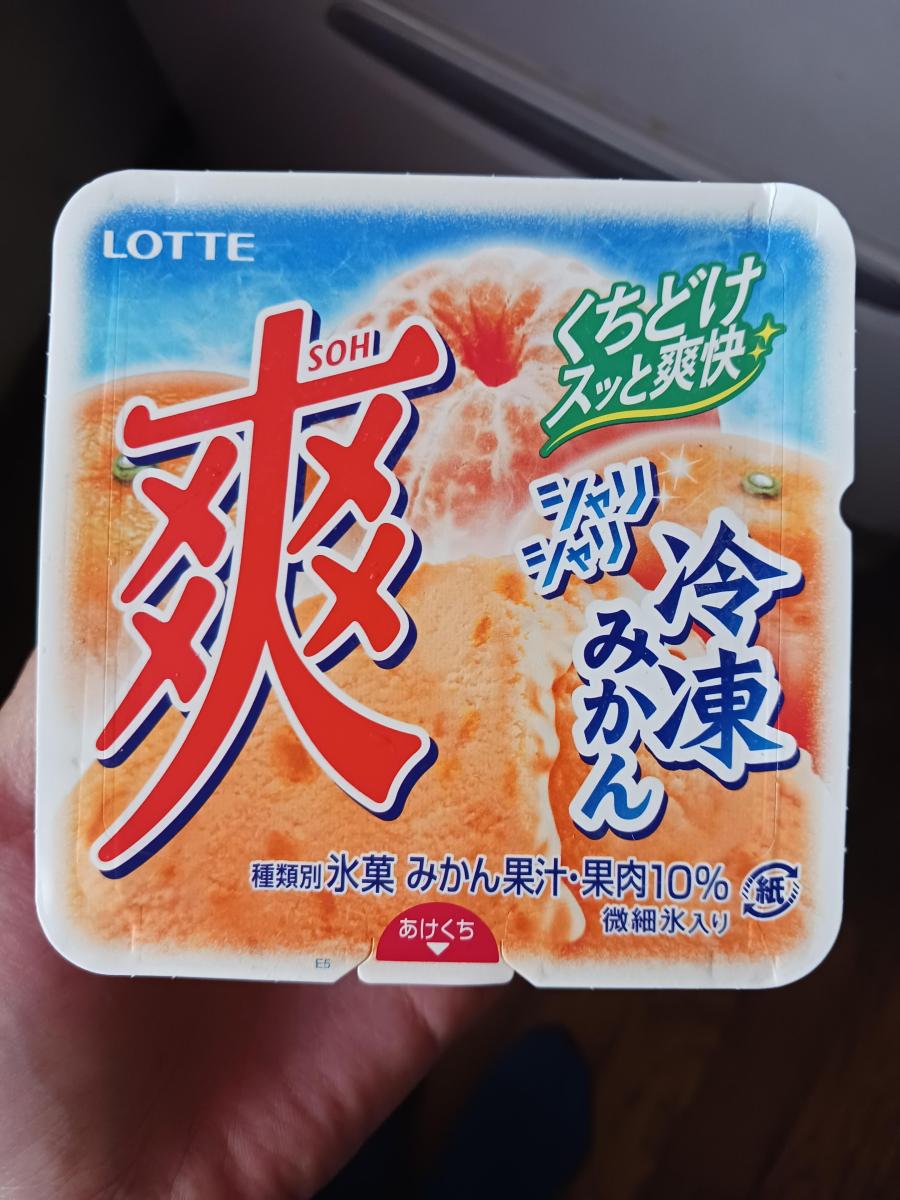 LOTTE
爽
SOH
くちどけ
スッと爽快
シャリ
シャリ
冷凍
みかん
種類別 氷菓 みかん果汁・果肉10%
紙
微細氷入り
あけくち
E5